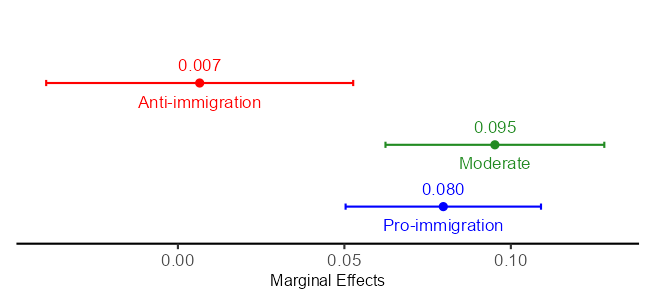 0.007
Anti-immigration
0.095
Moderate
0.080
Pro-immigration
0.00 0.05 0.10
Marginal Effects